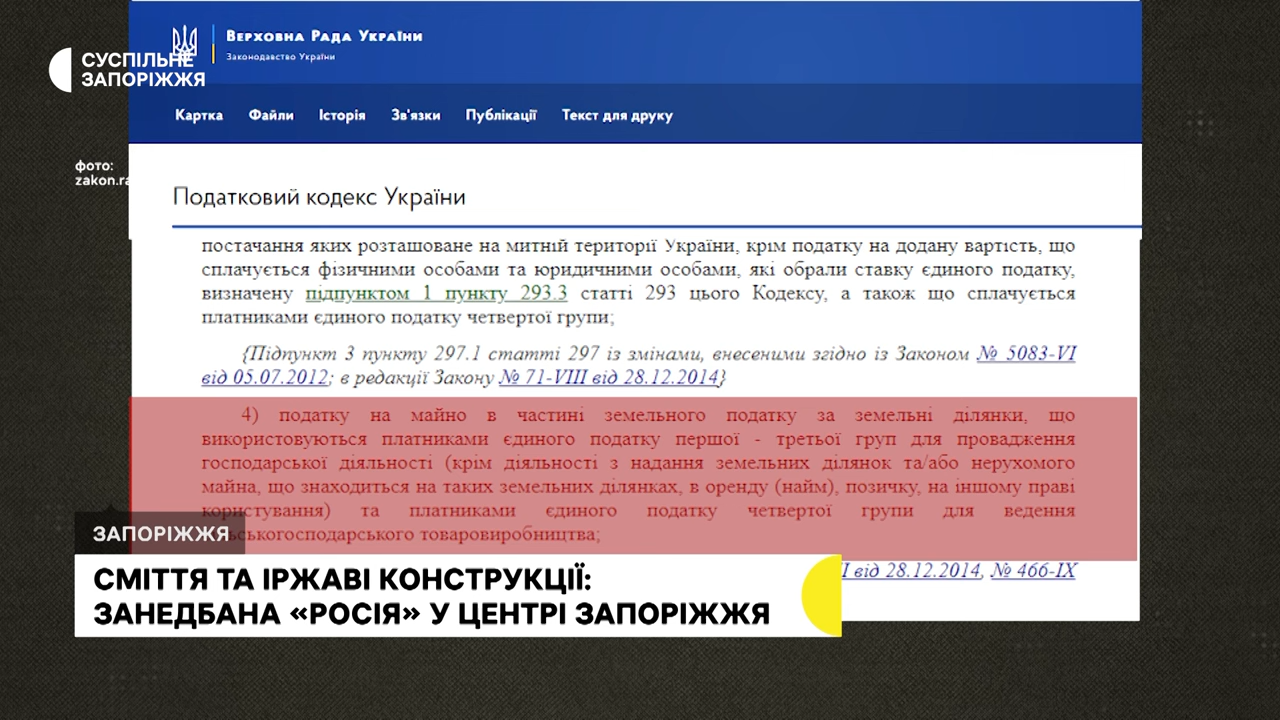 Верховна Рада України
Законодавство України
СУСПІЛЬНЕ
ЗАПОРІЖЖЯ
Картка Файли Історія Зв'язки Публікації Текст для друку
фото:
Податковий кодекс України
постачання яких розташоване на митній території України, крім податку на додану вартість, що
сплачується фізичними особами та юридичними особами, які обрали ставку єдиного податку,
визначену підпунктом 1 пункту 293.3 статті 293 цього Кодексу, а також що сплачується
платниками єдиного податку четвертої групи;
{Підпункт 3 пункту 297.1 статті 297 із змінами, внесеними згідно із Законом № 5083-VI
від 05.07.2012; в редакції Закону № 71-VIII від 28.12.2014}
4) податку на майно в частині земельного податку за земельні ділянки, що
використовуються платниками єдиного податку першої - третьої груп для провадження
господарської діяльності (крім діяльності з надання земельних ділянок та/або нерухомого
майна, що знаходиться на таких земельних ділянках, в оренду (найм), позичку, на іншому праві
користування) та платниками єдиного податку четвертої групи для ведення
товаровиробництва;
ЗАПОРІЖЖЯ
від 28.12.2014, № 466-IX
СМІТТЯ ТА ІРЖАВІ КОНСТРУКЦІЇ:
ЗАНЕДБАНА «РОСІЯ» У ЦЕНТРІ ЗАПОРІЖЖЯ